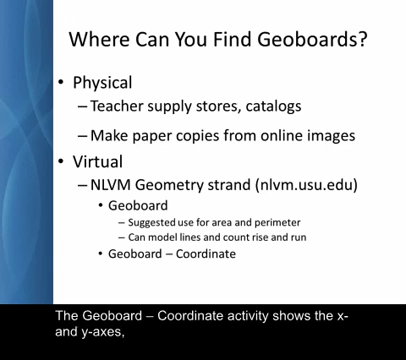 Where Can You Find Geoboards?
• Physical
– Teacher supply stores, catalogs
– Make paper copies from online images
• Virtual
– NLVM Geometry strand (nlvm.usu.edu)
• Geoboard
– Suggested use for area and perimeter
– Can model lines and count rise and run
• Geoboard – Coordinate
The Geoboard – Coordinate activity shows the x-
and y-axes,